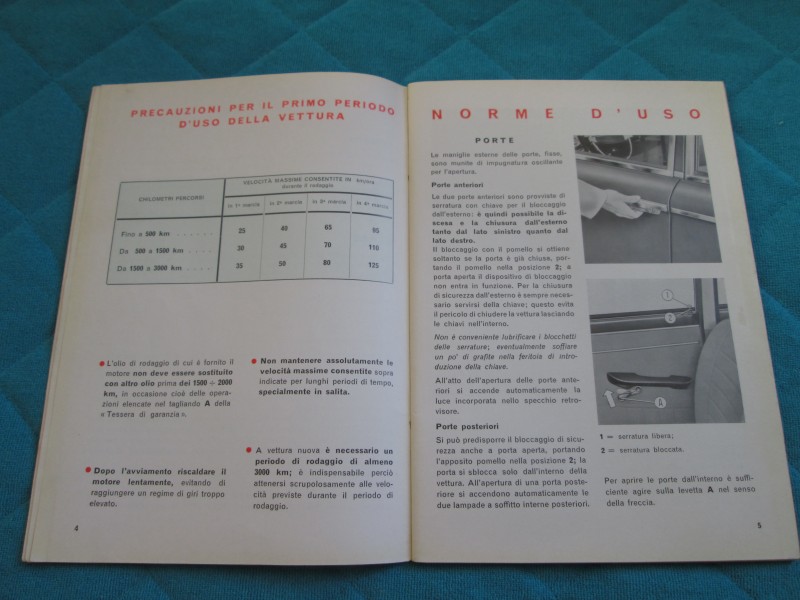 PRECAUZIONI PER IL PRIMO PERIODO
D'USO DELLA VETTURA
CHILOMETRI PERCORSI
VELOCITÀ MASSIME CONSENTITE IN km/ora
durante il rodaggio
in 1ª marcia in 2ª marcia in 3ª marcia in 4ª marcia
Fino a 500 km . . . . . . 25 40 65 95
Da 500 a 1500 km . . . . 30 45 70 110
Da 1500 a 3000 km . . . . 35 50 80 125
● L'olio di rodaggio di cui è fornito il
motore non deve essere sostituito
con altro olio prima dei 1500 ÷ 2000
km, in occasione cioè delle operazioni
elencate nel tagliando A della
« Tessera di garanzia ».
● Dopo l'avviamento riscaldare il
motore lentamente, evitando di
raggiungere un regime di giri troppo
elevato.
● Non mantenere assolutamente le
velocità massime consentite sopra
indicate per lunghi periodi di tempo,
specialmente in salita.
● A vettura nuova è necessario un
periodo di rodaggio di almeno
3000 km; è indispensabile perciò
attenersi scrupolosamente alle velo-
cità previste durante il periodo di
rodaggio.
4
NORME D'USO
PORTE
Le maniglie esterne delle porte, fisse,
sono munite di impugnatura oscillante
per l'apertura.
Porte anteriori
Le due porte anteriori sono provviste di
serratura con chiave per il bloccaggio
dall'esterno; è quindi possibile la di-
scesa e la chiusura dall'esterno
tanto dal lato sinistro quanto dal
lato destro.
Il bloccaggio con il pomello si ottiene
soltanto se la porta è già chiusa, por-
tando il pomello nella posizione 2; a
porta aperta il dispositivo di bloccaggio
non entra in funzione. Per la chiusura
di sicurezza dall'esterno è sempre neces-
sario servirsi della chiave; questo evita
il pericolo di chiudere la vettura lasciando
le chiavi nell'interno.
Non è conveniente lubrificare i blocchetti
delle serrature; eventualmente soffiare
un po' di grafite nella feritoia di intro-
duzione della chiave.
All'atto dell'apertura delle porte ante-
riori si accende automaticamente la
luce incorporata nello specchio retro-
visore.
Porte posteriori
Si può predisporre il bloccaggio di sicu-
rezza anche a porta aperta, portando
l'apposito pomello nella posizione 2; la
porta si sblocca solo dall'interno della
vettura. All'apertura di una porta poste-
riore si accendono automaticamente le
due lampade a soffitto interne posteriori.
1
2
A
1 = serratura libera;
2 = serratura bloccata.
Per aprire le porte dall'interno è suffi-
ciente agire sulla levetta A nel senso
della freccia.
5